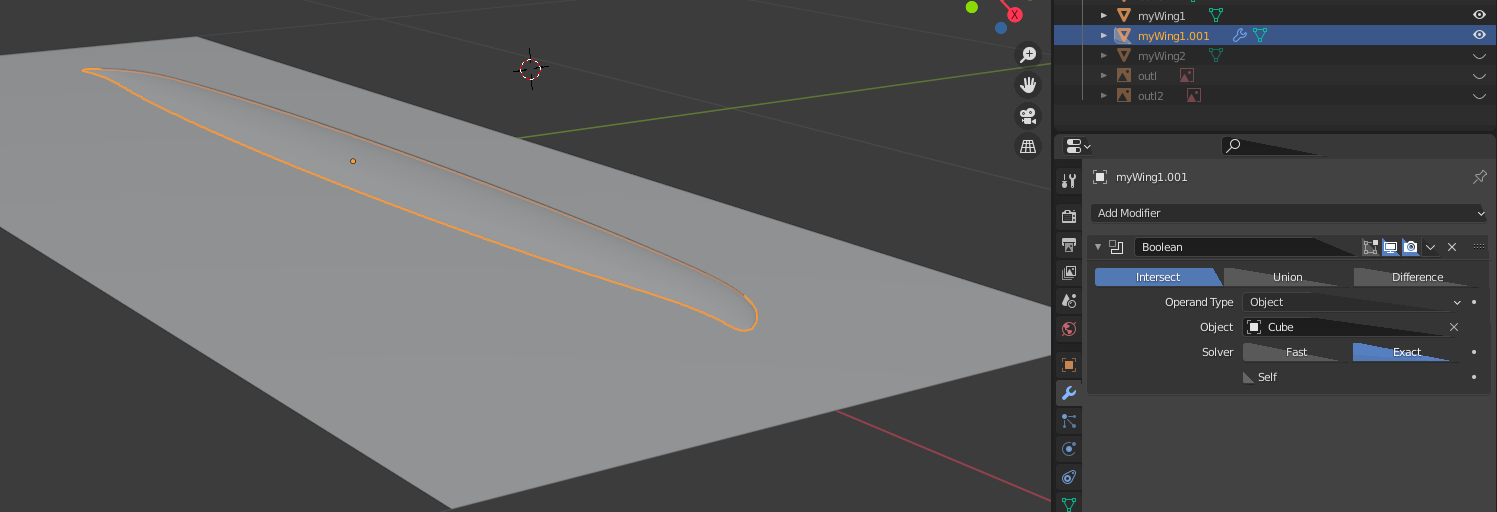 X
myWing1
myWing1.001
myWing2
outl
outl2
myWing1.001
Add Modifier
Boolean
Intersect Union Difference
Operand Type Object
Object Cube
Solver Fast Exact
Self